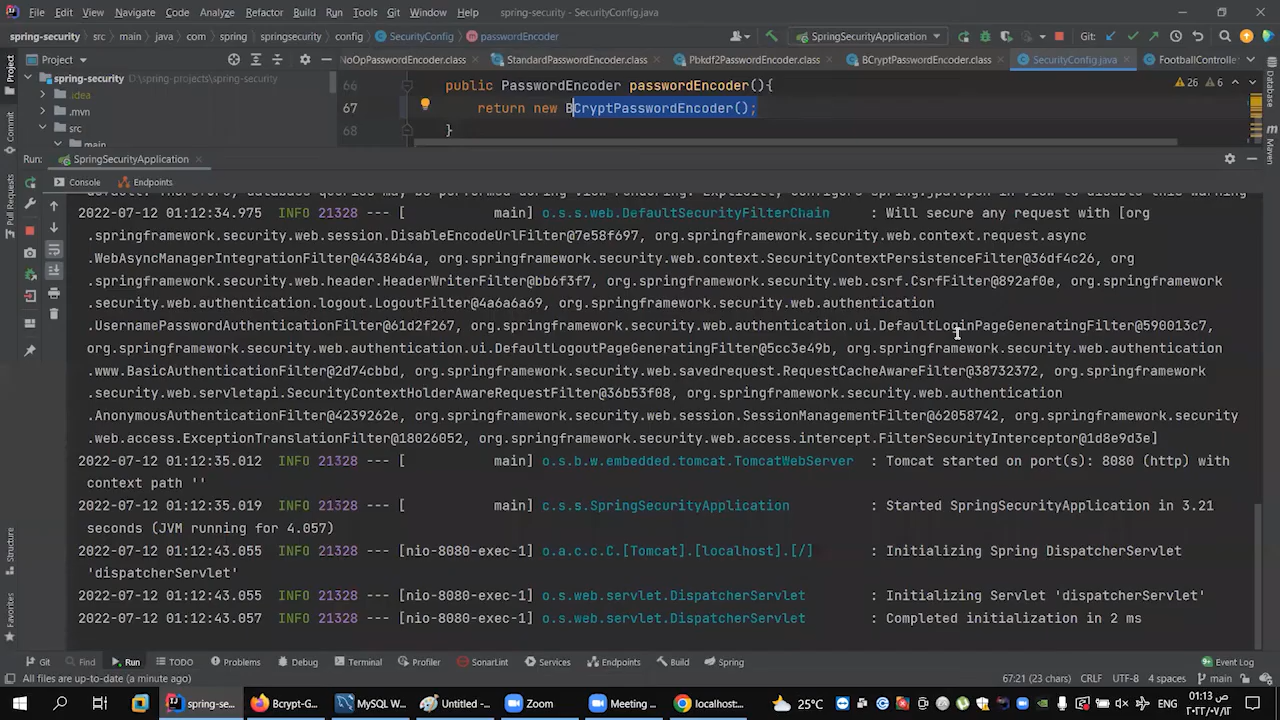 File Edit View Navigate Code Analyze Refactor Build Run Tools Git Window Help spring-security - SecurityConfig.java
spring-security src main java com spring springsecurity config SecurityConfig passwordEncoder SpringSecurityApplication Git:
Project NoOpPasswordEncoder.class StandardPasswordEncoder.class Pbkdf2PasswordEncoder.class BCryptPasswordEncoder.class SecurityConfig.java FootballControlle
spring-security D:\spring-projects\spring-security
.idea
.mvn
src
main
66 public PasswordEncoder passwordEncoder(){
67 return new BCryptPasswordEncoder();
68 }
26 6
Project
Commit
Pull Requests
Structure
Favorites
Database
Maven
Run: SpringSecurityApplication
Console Endpoints
2022-07-12 01:12:34.975 INFO 21328 --- [ main] o.s.s.web.DefaultSecurityFilterChain : Will secure any request with [org
.springframework.security.web.session.DisableEncodeUrlFilter@7e58f697, org.springframework.security.web.context.request.async
.WebAsyncManagerIntegrationFilter@44384b4a, org.springframework.security.web.context.SecurityContextPersistenceFilter@36df4c26, org
.springframework.security.web.header.HeaderWriterFilter@bb6f3f7, org.springframework.security.web.csrf.CsrfFilter@892af0e, org.springframework
.security.web.authentication.logout.LogoutFilter@4a6a6a69, org.springframework.security.web.authentication
.UsernamePasswordAuthenticationFilter@61d2f267, org.springframework.security.web.authentication.ui.DefaultLoginPageGeneratingFilter@590013c7,
org.springframework.security.web.authentication.ui.DefaultLogoutPageGeneratingFilter@5cc3e49b, org.springframework.security.web.authentication
.www.BasicAuthenticationFilter@2d74cbbd, org.springframework.security.web.savedrequest.RequestCacheAwareFilter@38732372, org.springframework
.security.web.servletapi.SecurityContextHolderAwareRequestFilter@36b53f08, org.springframework.security.web.authentication
.AnonymousAuthenticationFilter@4239262e, org.springframework.security.web.session.SessionManagementFilter@62058742, org.springframework.security
.web.access.ExceptionTranslationFilter@18026052, org.springframework.security.web.access.intercept.FilterSecurityInterceptor@1d8e9d3e]
2022-07-12 01:12:35.012 INFO 21328 --- [ main] o.s.b.w.embedded.tomcat.TomcatWebServer : Tomcat started on port(s): 8080 (http) with
context path ''
2022-07-12 01:12:35.019 INFO 21328 --- [ main] c.s.s.SpringSecurityApplication : Started SpringSecurityApplication in 3.21
seconds (JVM running for 4.057)
2022-07-12 01:12:43.055 INFO 21328 --- [nio-8080-exec-1] o.a.c.c.C.[Tomcat].[localhost].[/] : Initializing Spring DispatcherServlet
'dispatcherServlet'
2022-07-12 01:12:43.055 INFO 21328 --- [nio-8080-exec-1] o.s.web.servlet.DispatcherServlet : Initializing Servlet 'dispatcherServlet'
2022-07-12 01:12:43.057 INFO 21328 --- [nio-8080-exec-1] o.s.web.servlet.DispatcherServlet : Completed initialization in 2 ms
Git Find Run TODO Problems Debug Terminal Profiler SonarLint Services Endpoints Build Spring Event Log
All files are up-to-date (a minute ago) 67:21 (23 chars) CRLF UTF-8 4 spaces main
spring-se... Bcrypt-G... MySQL W... Untitled -... Zoom Meeting ... localhost:... 25°C 01:13 ص
٢٠٢٢/٠٧/١٢